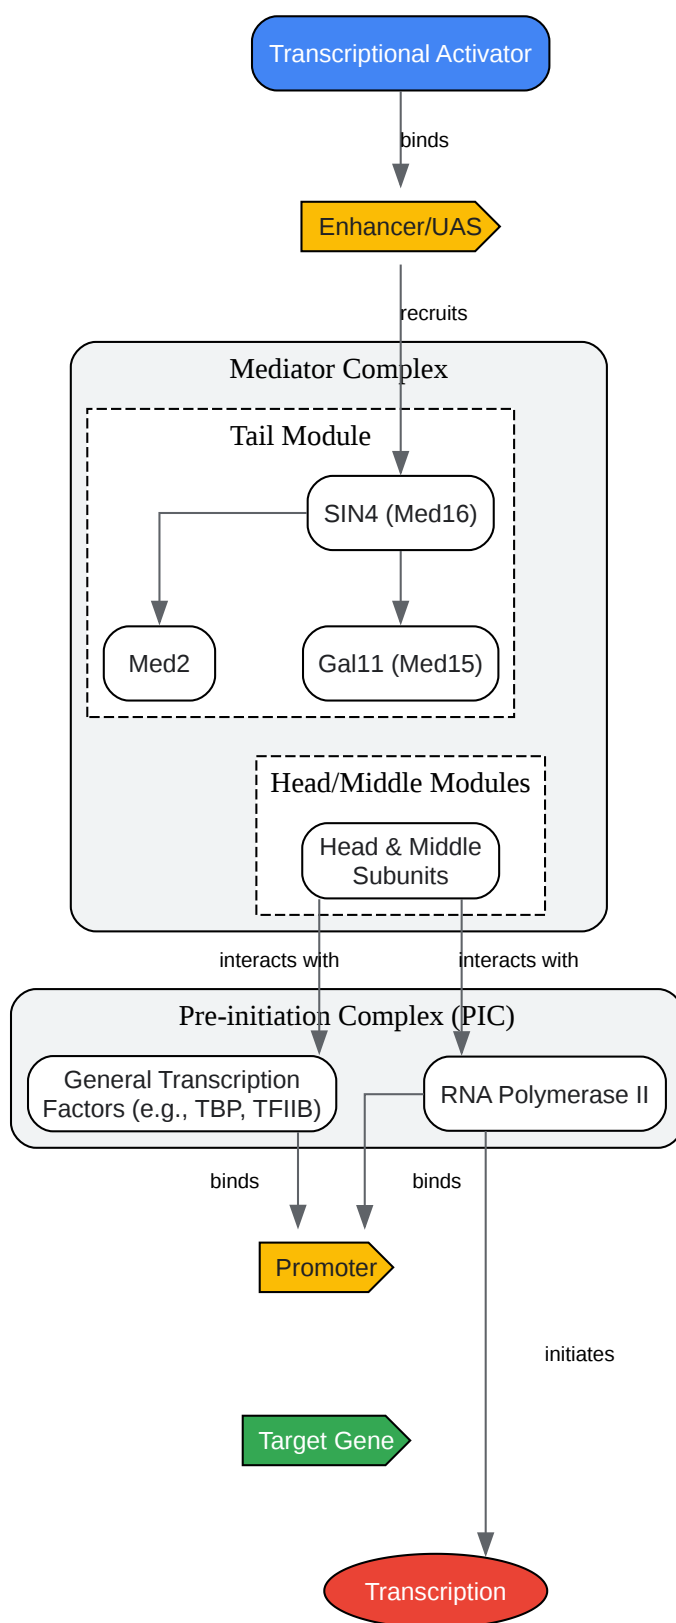 Transcriptional Activator
binds
Enhancer/UAS
recruits
Mediator Complex
Tail Module
SIN4 (Med16)
Med2
Gal11 (Med15)
Head/Middle Modules
Head & Middle
Subunits
interacts with
interacts with
Pre-initiation Complex (PIC)
General Transcription
Factors (e.g., TBP, TFIIB)
RNA Polymerase II
binds
binds
Promoter
initiates
Target Gene
Transcription